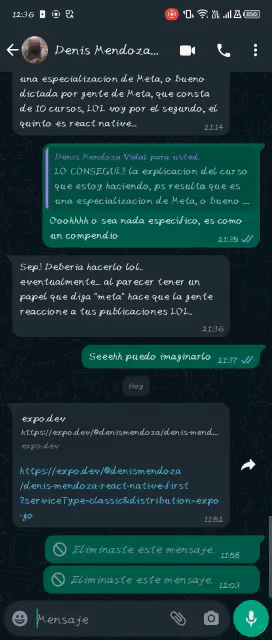 12:36
Denis Mendoza...
una especializacion de Meta, o bueno
dictada por gente de Meta, que consta
de 10 cursos, LOL voy por el segundo, el
quinto es react native...
21:14
Denis Mendoza Vidal para usted.
LO CONSEGUI!! la explicacion del curso
que estoy haciendo, ps resulta que es
una especializacion de Meta, o bueno ...
Ooohhhh o sea nada específico, es como
un compendio
21:35
Sep! Deberia hacerlo lol..
eventualmente... al parecer tener un
papel que diga "meta" hace que la gente
reaccione a tus publicaciones LOL..
21:36
Seeehh puedo imaginarlo
21:37
Hoy
expo.dev
https://expo.dev/@denismendoza/denis-mend...
expo.dev
https://expo.dev/@denismendoza
/denis-mendoza-react-native-first
?serviceType=classic&distribution=expo
-go
11:52
Eliminaste este mensaje.
11:58
Eliminaste este mensaje.
12:03
Mensaje